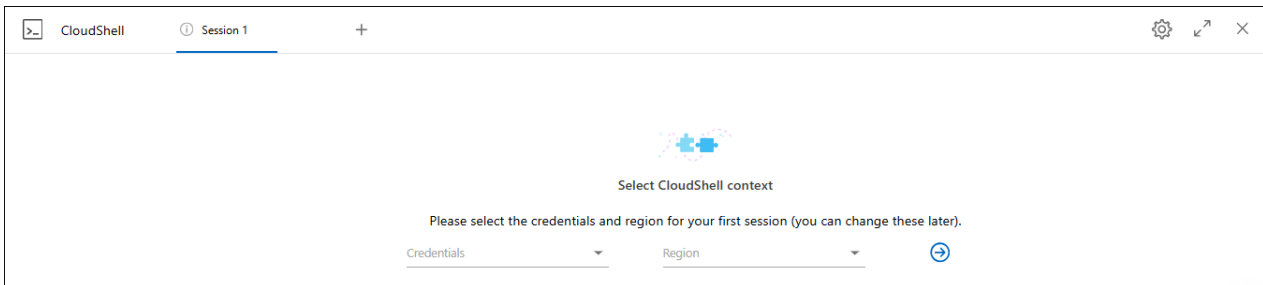 CloudShell Session 1
Select CloudShell context
Please select the credentials and region for your first session (you can change these later).
Credentials Region